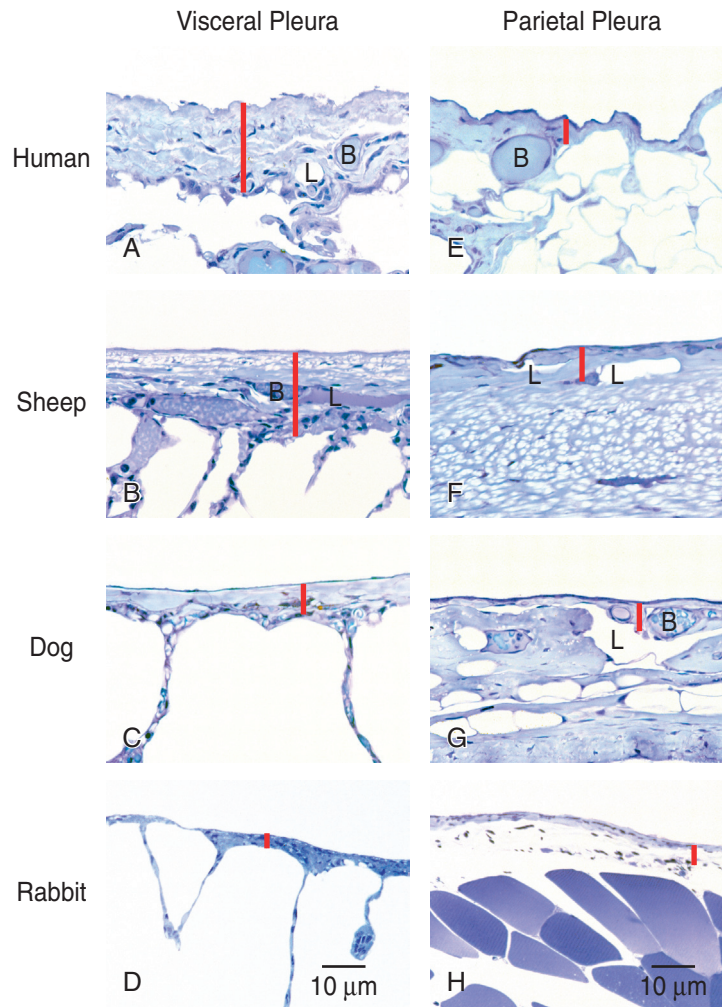 Visceral Pleura Parietal Pleura
Human
L B
A
B
E
Sheep
B L
B
L L
F
Dog
C
L B
G
Rabbit
10 μm
D
10 μm
H